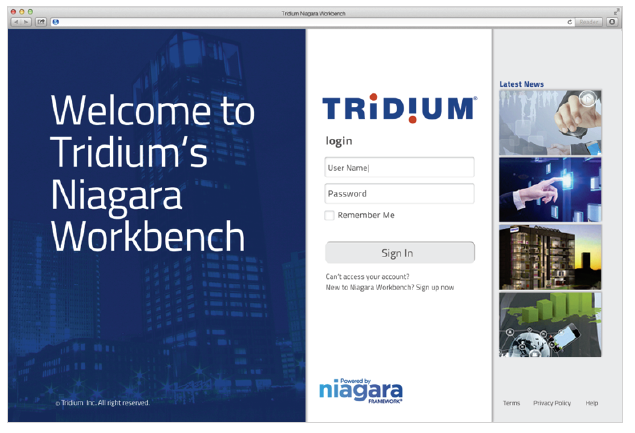 Tridium Niagara Workbench
Reader
Welcome to
Tridium's
Niagara
Workbench
© Tridium Inc. All right reserved.
TRiDiUM®
login
User Name
Password
Remember Me
Sign In
Can't access your account?
New to Niagara Workbench? Sign up now
Powered by
niagara
FRAMEWORK®
Latest News
Terms Privacy Policy Help